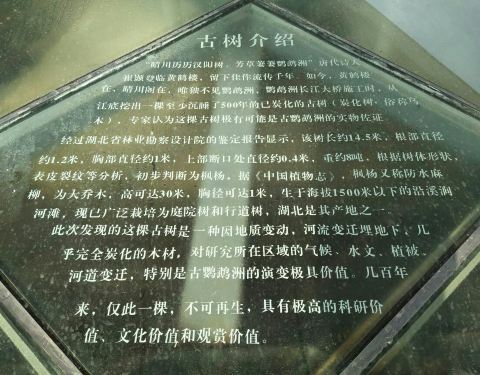 古树介绍
"晴川历历汉阳树，芳草萋萋鹦鹉洲"唐代诗人
崔颢登临黄鹤楼，留下佳作流传千年。如今，黄鹤楼
在，晴川阁在，唯独不见鹦鹉洲。鹦鹉洲长江大桥施工时，从
江底挖出一棵至少沉睡了500年的已炭化的古树（炭化树，俗称乌
木），专家认为这棵古树极有可能是古鹦鹉洲的实物佐证
经过湖北省林业勘察设计院的鉴定报告显示，该树长约14.5米，根部直径
约1.2米，胸部直径约1米，上部断口处直径约0.4米，重约8吨。根据树体形状，
表皮裂纹等分析，初步判断为枫杨。据《中国植物志》，枫杨又称防水麻
柳，为大乔木，高可达30米，胸径可达1米，生于海拔1500米以下的沿溪涧
河滩，现已广泛栽培为庭院树和行道树，湖北是其产地之一。
此次发现的这棵古树是一种因地质变动，河流变迁埋地下、几
乎完全炭化的木材，对研究所在区域的气候、水文、植被、
河道变迁，特别是古鹦鹉洲的演变极具价值。几百年
来，仅此一棵，不可再生，具有极高的科研价
值、文化价值和观赏价值。